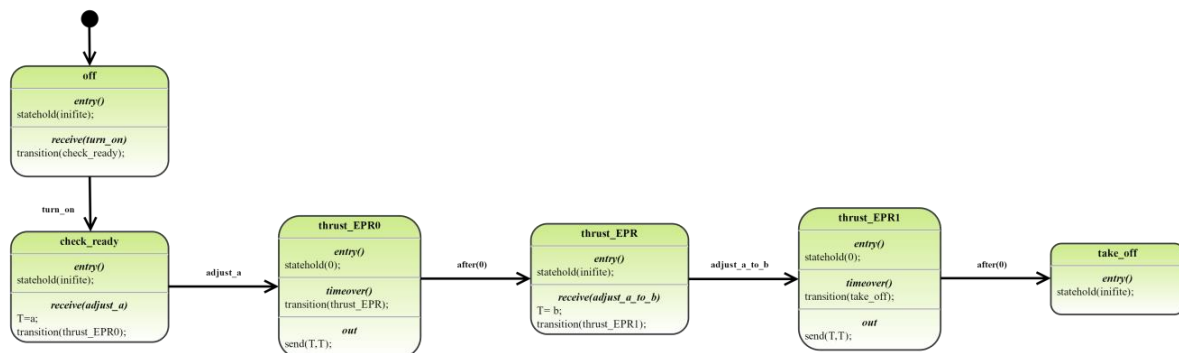 off
entry()
statehold(inifite);
receive(turn_on)
transition(check_ready);
turn_on
check_ready
entry()
statehold(inifite);
receive(adjust_a)
T=a;
transition(thrust_EPR0);
adjust_a
thrust_EPR0
entry()
statehold(0);
timeover()
transition(thrust_EPR);
out
send(T,T);
after(0)
thrust_EPR
entry()
statehold(inifite);
receive(adjust_a_to_b)
T= b;
transition(thrust_EPR1);
adjust_a_to_b
thrust_EPR1
entry()
statehold(0);
timeover()
transition(take_off);
out
send(T,T);
after(0)
take_off
entry()
statehold(inifite);